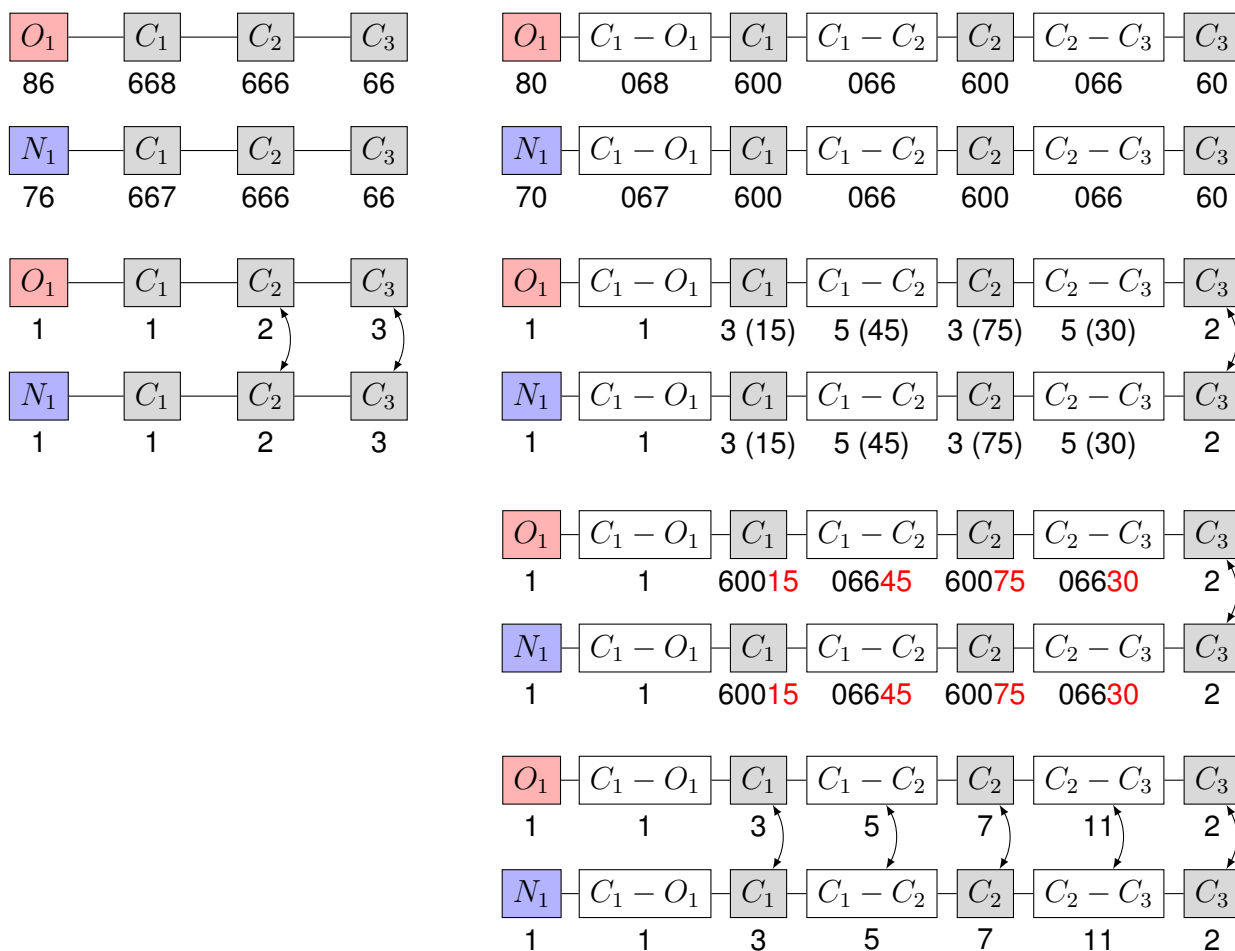 O₁ C₁ C₂ C₃
86 668 666 66
N₁ C₁ C₂ C₃
76 667 666 66
O₁ C₁ C₂ C₃
1 1 2 3
N₁ C₁ C₂ C₃
1 1 2 3
O₁ C₁ − O₁ C₁ C₁ − C₂ C₂ C₂ − C₃ C₃
80 068 600 066 600 066 60
N₁ C₁ − O₁ C₁ C₁ − C₂ C₂ C₂ − C₃ C₃
70 067 600 066 600 066 60
O₁ C₁ − O₁ C₁ C₁ − C₂ C₂ C₂ − C₃ C₃
1 1 3 (15) 5 (45) 3 (75) 5 (30) 2
N₁ C₁ − O₁ C₁ C₁ − C₂ C₂ C₂ − C₃ C₃
1 1 3 (15) 5 (45) 3 (75) 5 (30) 2
O₁ C₁ − O₁ C₁ C₁ − C₂ C₂ C₂ − C₃ C₃
1 1 60015 06645 60075 06630 2
N₁ C₁ − O₁ C₁ C₁ − C₂ C₂ C₂ − C₃ C₃
1 1 60015 06645 60075 06630 2
O₁ C₁ − O₁ C₁ C₁ − C₂ C₂ C₂ − C₃ C₃
1 1 3 5 7 11 2
N₁ C₁ − O₁ C₁ C₁ − C₂ C₂ C₂ − C₃ C₃
1 1 3 5 7 11 2